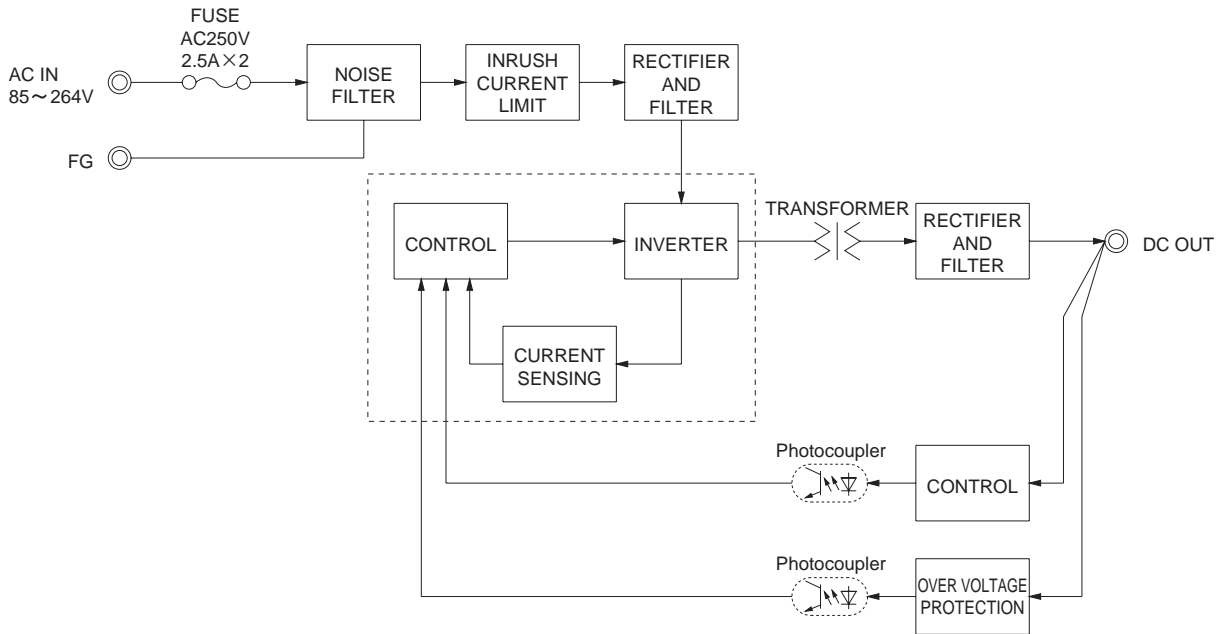 FUSE
AC250V
2.5A×2
AC IN
85~264V
NOISE
FILTER
INRUSH
CURRENT
LIMIT
RECTIFIER
AND
FILTER
FG
CONTROL
INVERTER
TRANSFORMER
RECTIFIER
AND
FILTER
DC OUT
CURRENT
SENSING
Photocoupler
CONTROL
Photocoupler
OVER VOLTAGE
PROTECTION